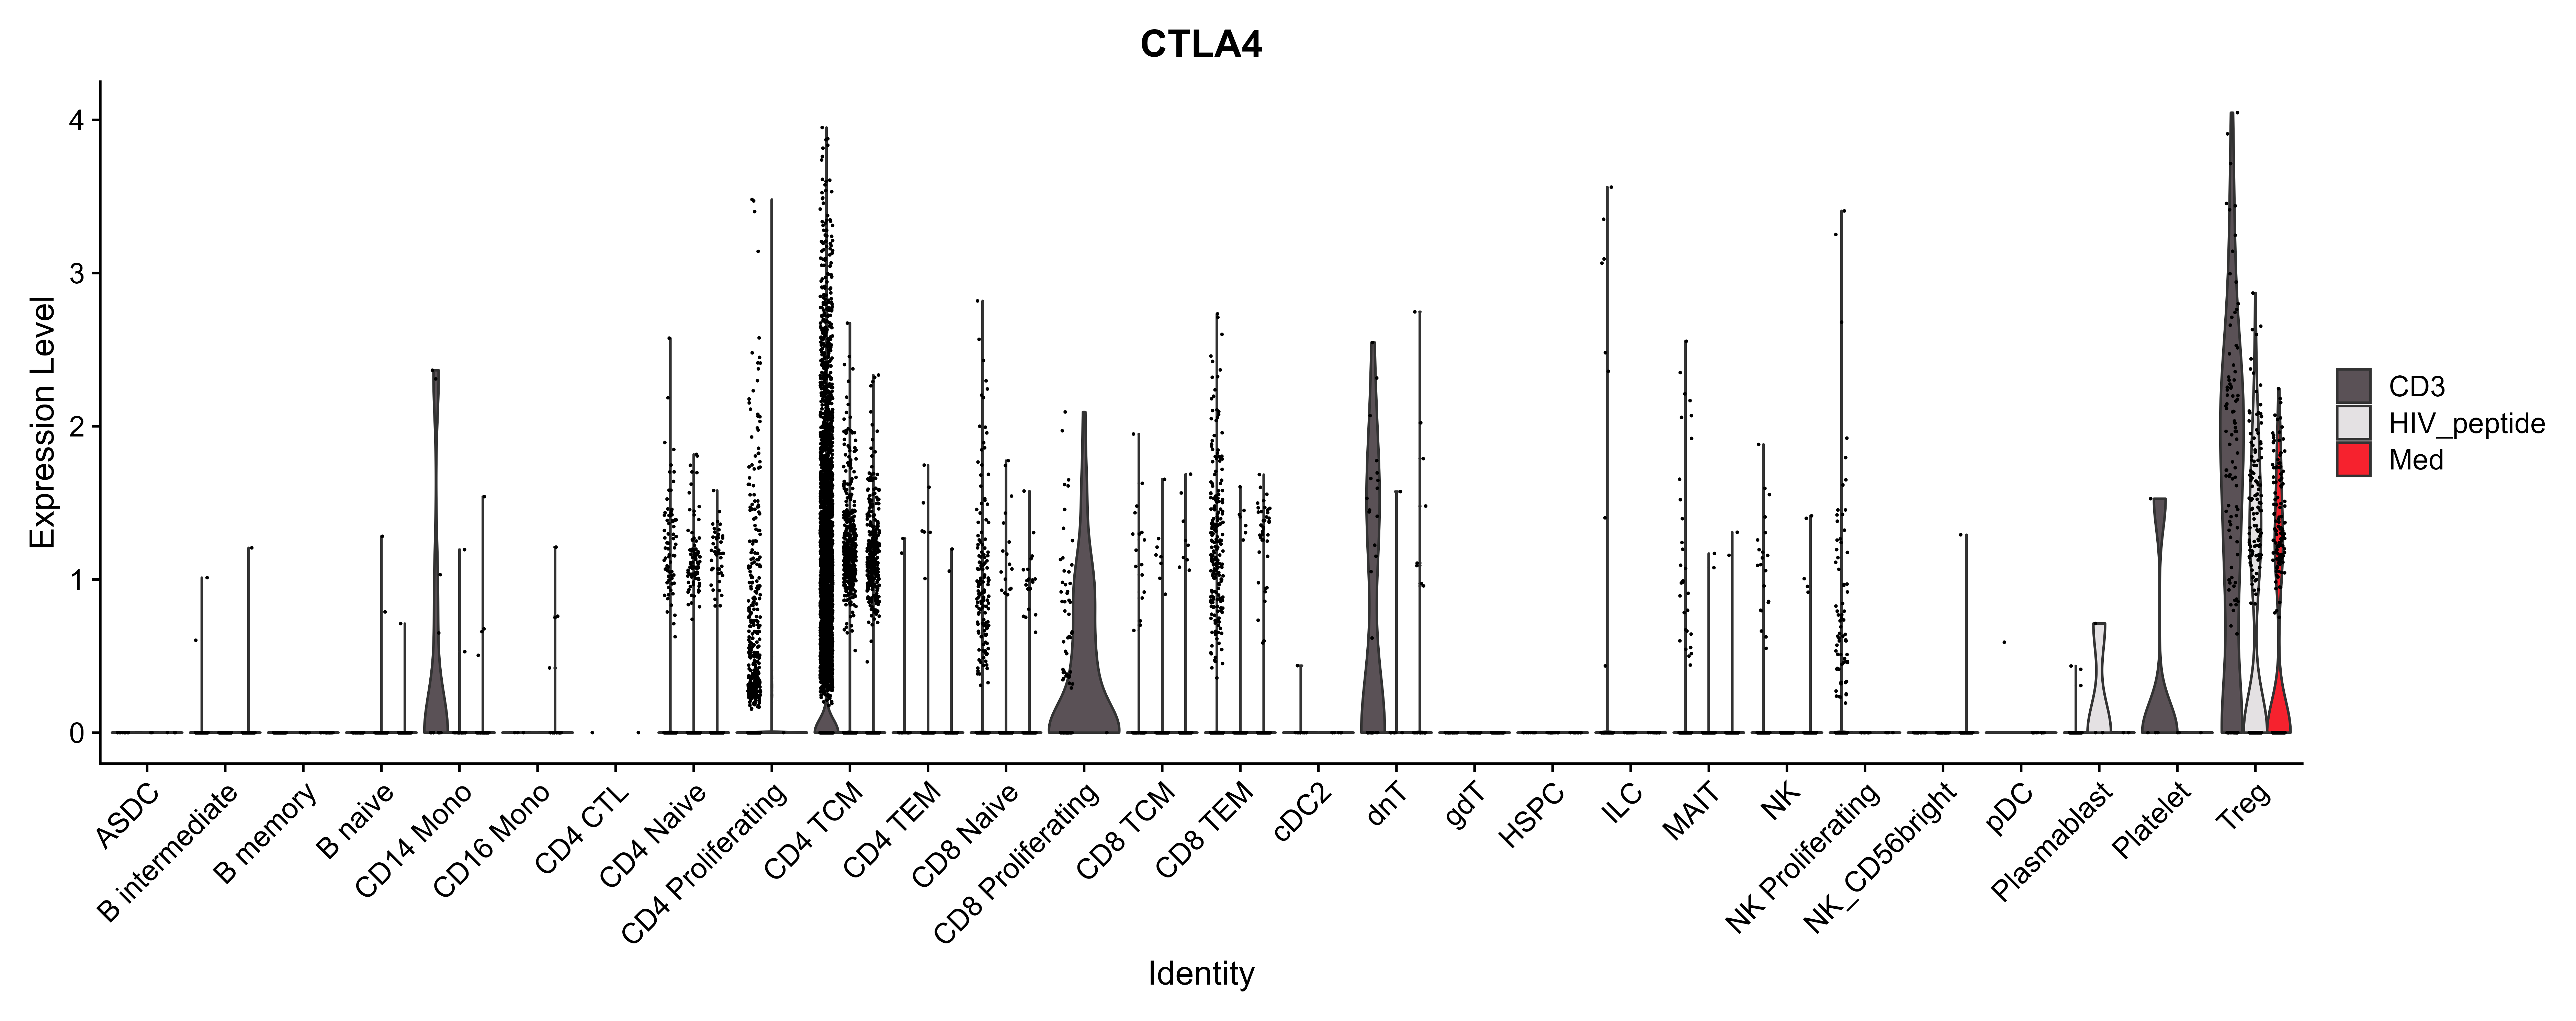 CTLA4
Expression Level
4
3
2
1
0
ASDC
B intermediate
B memory
B naive
CD14 Mono
CD16 Mono
CD4 CTL
CD4 Naive
CD4 Proliferating
CD4 TCM
CD4 TEM
CD8 Naive
CD8 Proliferating
CD8 TCM
CD8 TEM
cDC2
dnT
gdT
HSPC
ILC
MAIT
NK
NK Proliferating
NK_CD56bright
pDC
Plasmablast
Platelet
Treg
Identity
CD3
HIV_peptide
Med